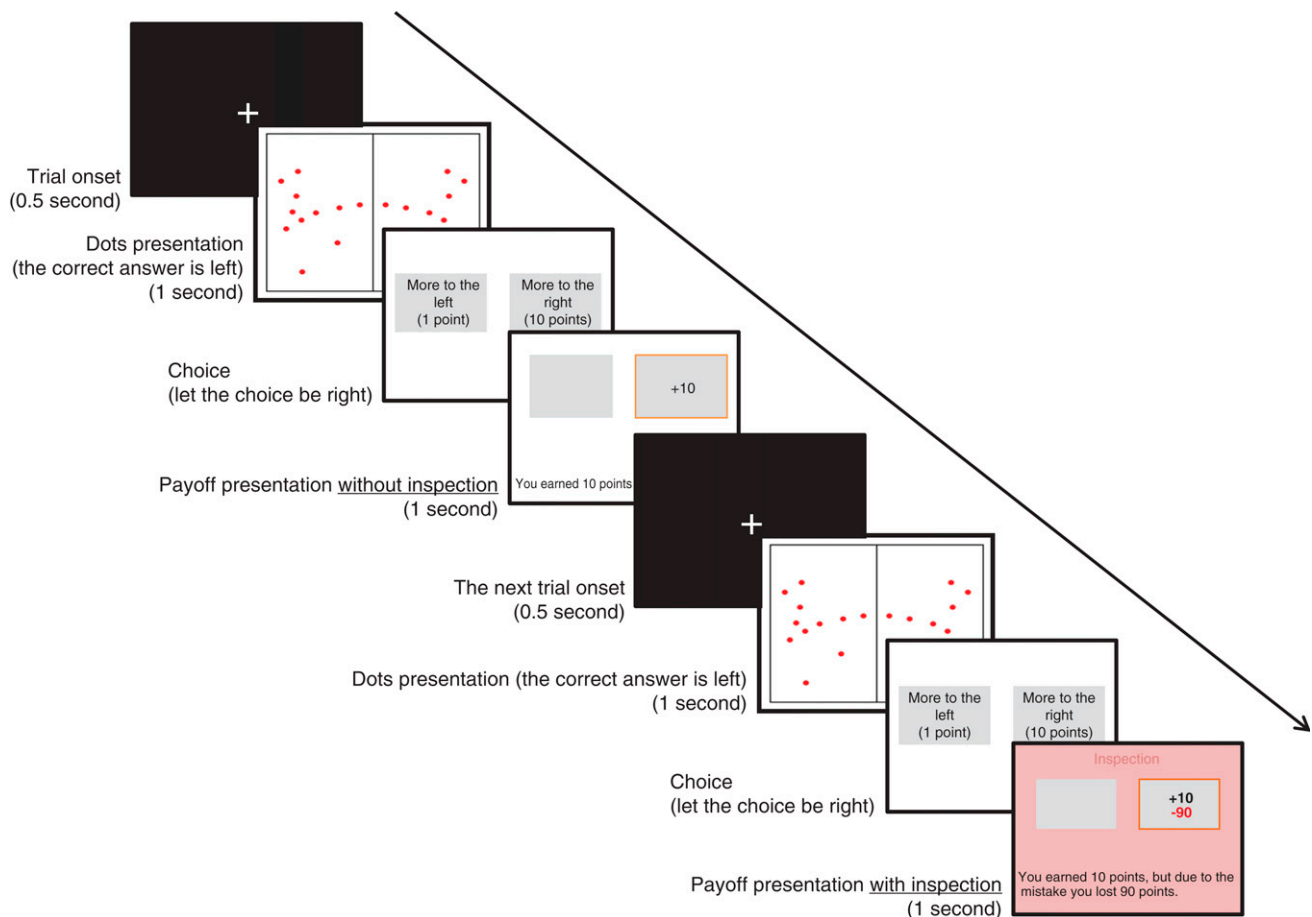 Trial onset
(0.5 second)
Dots presentation
(the correct answer is left)
(1 second)
More to the
left
(1 point)
More to the
right
(10 points)
Choice
(let the choice be right)
+10
You earned 10 points
Payoff presentation without inspection
(1 second)
The next trial onset
(0.5 second)
Dots presentation (the correct answer is left)
(1 second)
More to the
left
(1 point)
More to the
right
(10 points)
Choice
(let the choice be right)
Inspection
+10
-90
You earned 10 points, but due to the
mistake you lost 90 points.
Payoff presentation with inspection
(1 second)